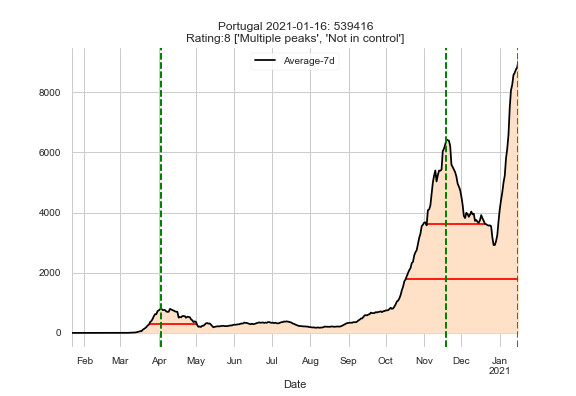 Portugal 2021-01-16: 539416
Rating:8 ['Multiple peaks', 'Not in control']
Average-7d
8000
6000
4000
2000
0
Feb Mar Apr May Jun Jul Aug Sep Oct Nov Dec Jan
2021
Date